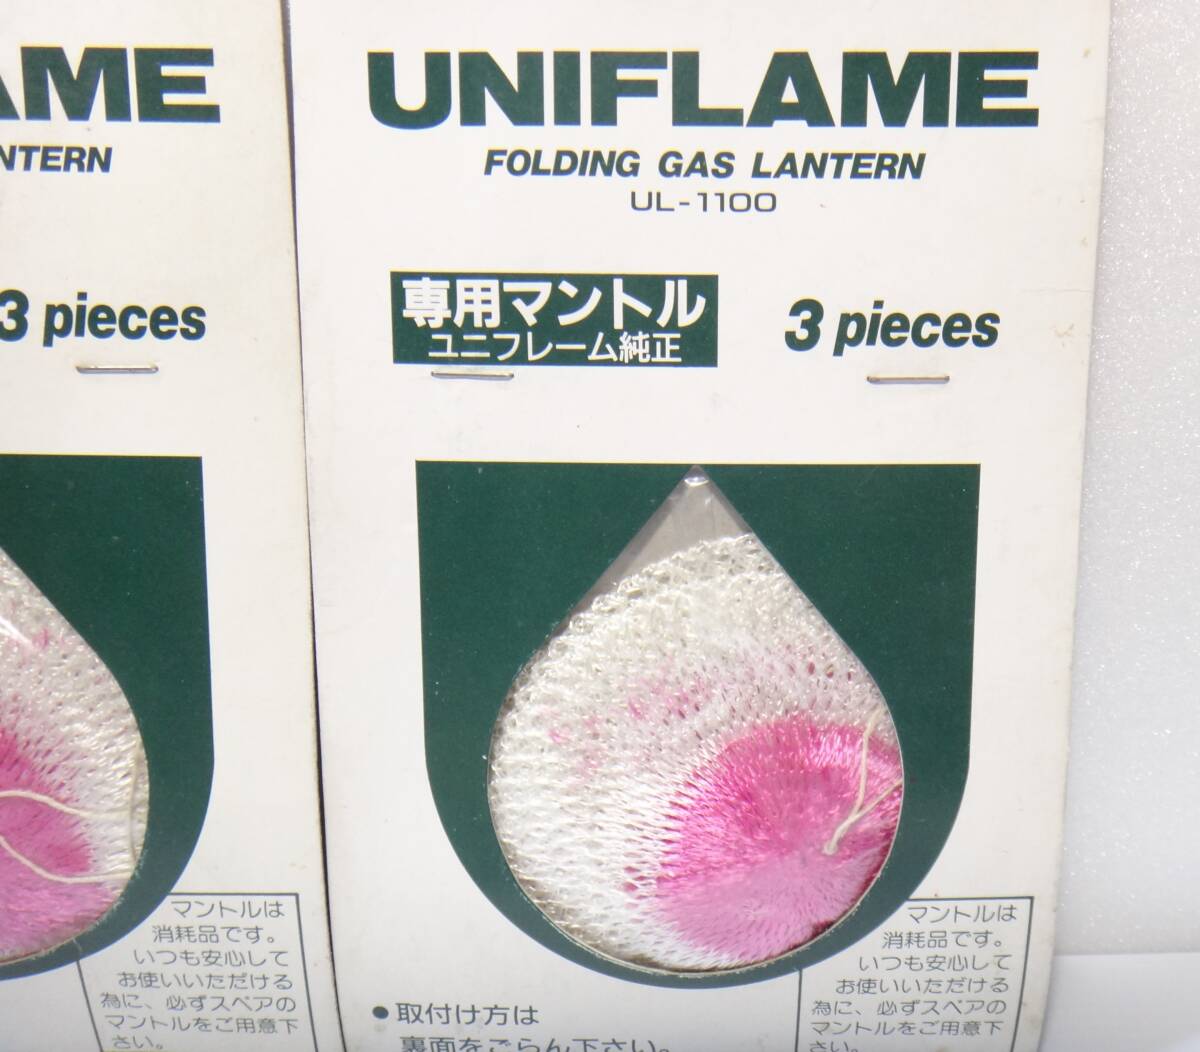 AME
NTERN
3 pieces
マントルは
消耗品です。
いつも安心して
お使いいただける
為に、必ずスペアの
マントルをご用意下
さい。
UNIFLAME
FOLDING GAS LANTERN
UL-1100
専用マントル
ユニフレーム純正
3 pieces
マントルは
消耗品です。
いつも安心して
お使いいただける
為に、必ずスペアの
マントルをご用意下
さい。
●取付け方は
裏面をごらん下さい。